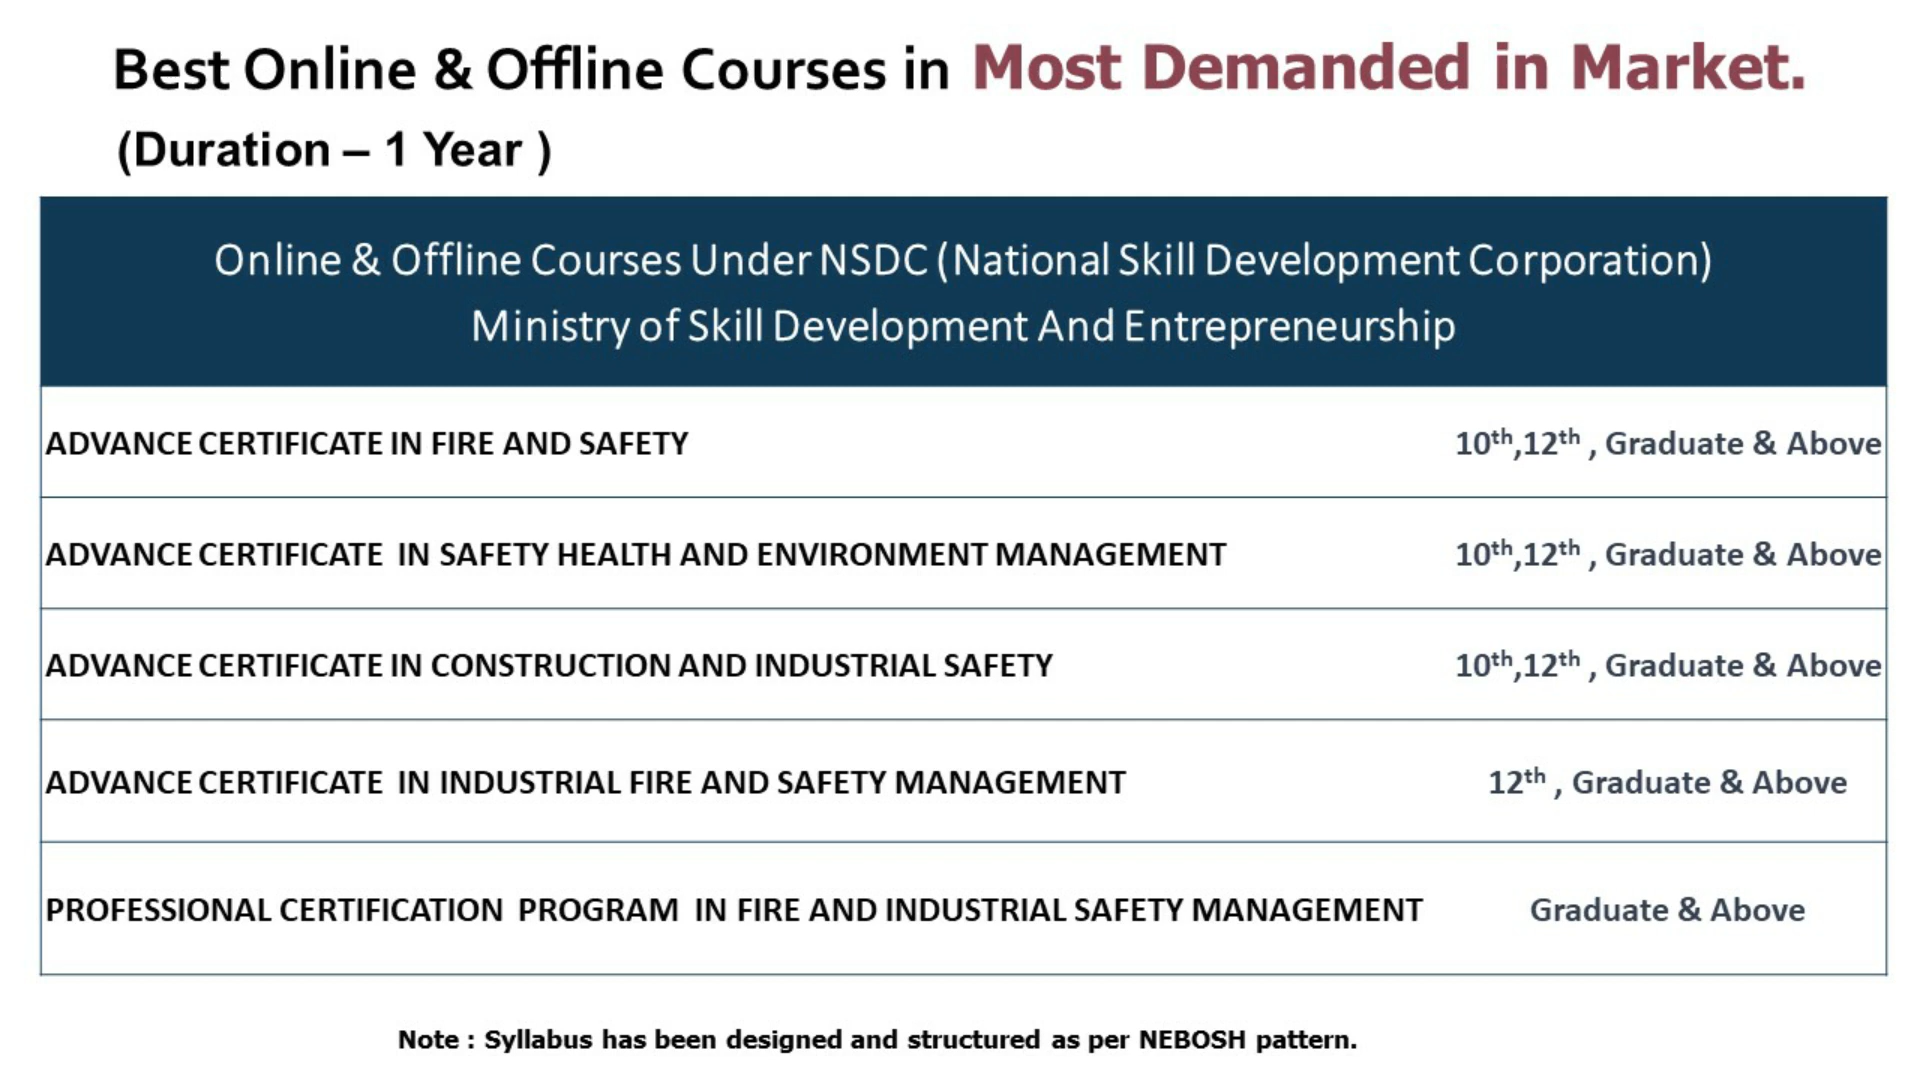 Best Online & Offline Courses in Most Demanded in Market.
(Duration – 1 Year )
Online & Offline Courses Under NSDC (National Skill Development Corporation)
Ministry of Skill Development And Entrepreneurship
ADVANCE CERTIFICATE IN FIRE AND SAFETY 10th,12th , Graduate & Above
ADVANCE CERTIFICATE IN SAFETY HEALTH AND ENVIRONMENT MANAGEMENT 10th,12th , Graduate & Above
ADVANCE CERTIFICATE IN CONSTRUCTION AND INDUSTRIAL SAFETY 10th,12th , Graduate & Above
ADVANCE CERTIFICATE IN INDUSTRIAL FIRE AND SAFETY MANAGEMENT 12th , Graduate & Above
PROFESSIONAL CERTIFICATION PROGRAM IN FIRE AND INDUSTRIAL SAFETY MANAGEMENT Graduate & Above
Note : Syllabus has been designed and structured as per NEBOSH pattern.